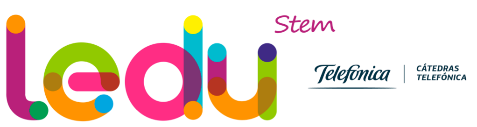 ledu
Stem
Telefónica
CÁTEDRAS
TELEFÓNICA